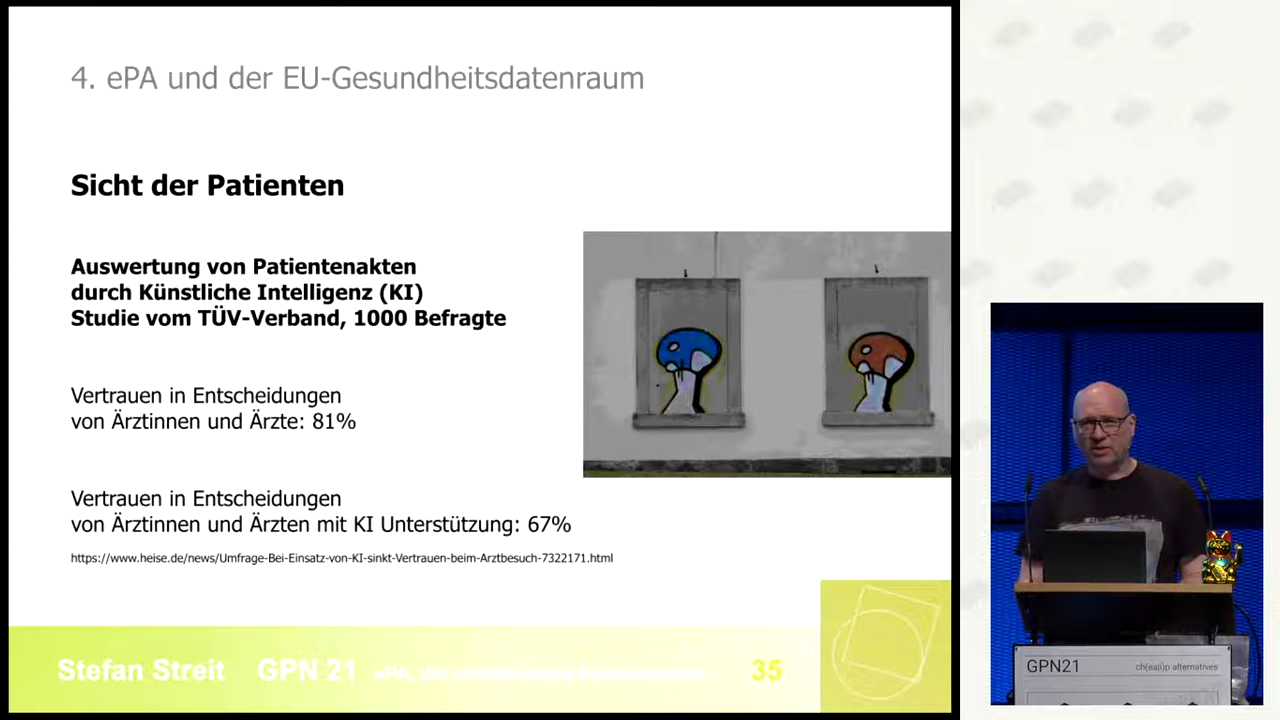 4. ePA und der EU-Gesundheitsdatenraum
Sicht der Patienten
Auswertung von Patientenakten
durch Künstliche Intelligenz (KI)
Studie vom TÜV-Verband, 1000 Befragte
Vertrauen in Entscheidungen
von Ärztinnen und Ärzte: 81%
Vertrauen in Entscheidungen
von Ärztinnen und Ärzten mit KI Unterstützung: 67%
https://www.heise.de/news/Umfrage-Bei-Einsatz-von-KI-sinkt-Vertrauen-beim-Arztbesuch-7322171.html
Stefan Streit GPN 21 ePA, 35
GPN21 ch(ea|i)p alternatives